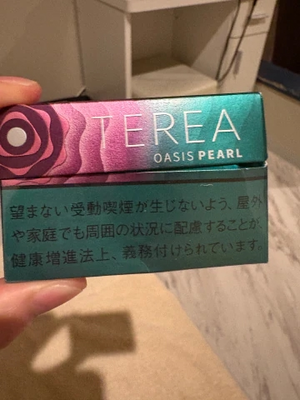 TEREA
OASIS PEARL
望まない受動喫煙が生じないよう、屋外
や家庭でも周囲の状況に配慮することが
健康増進法上、義務付けられています。